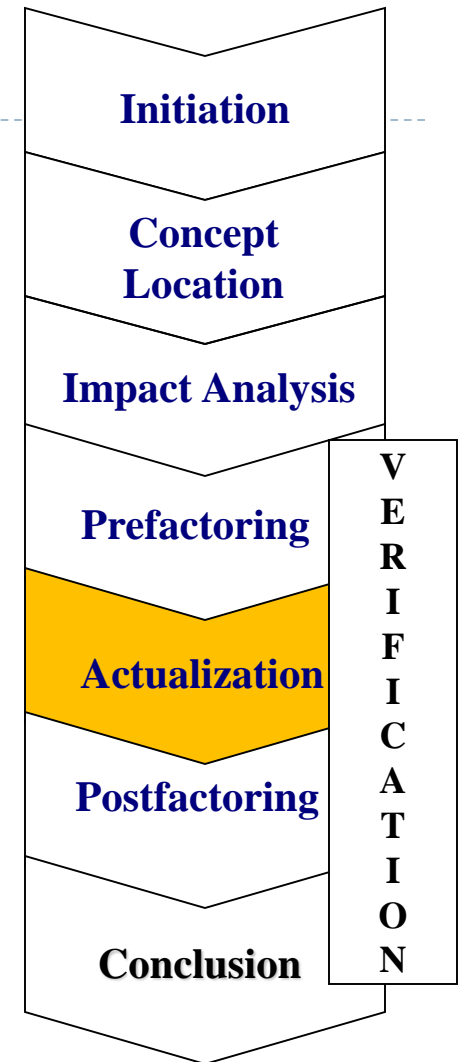 Initiation
Concept
Location
Impact Analysis
Prefactoring
Actualization
Postfactoring
Conclusion
V
E
R
I
F
I
C
A
T
I
O
N